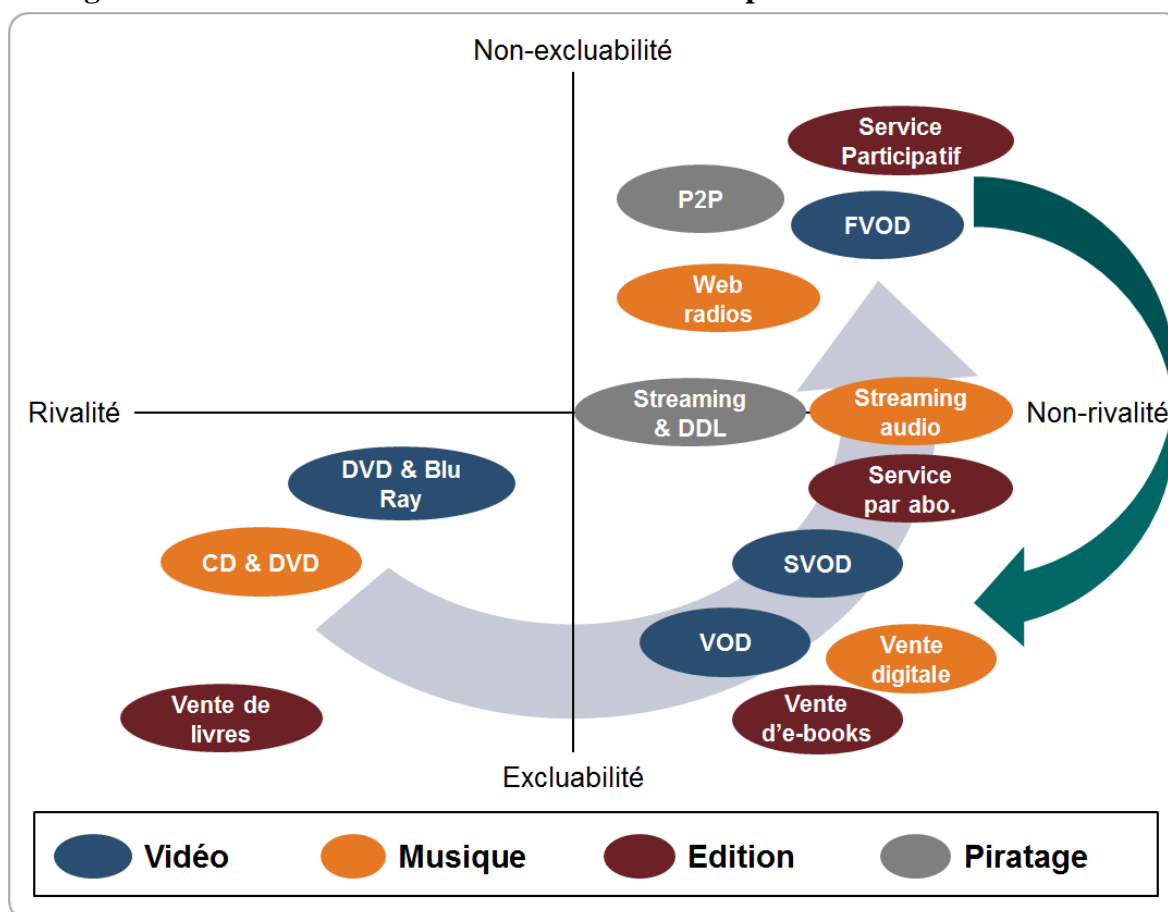 Non-excluabilité
Service
Participatif
P2P
FVOD
Web
radios
Rivalité
Streaming
& DDL
Streaming
audio
Non-rivalité
DVD & Blu
Ray
Service
par abo.
CD & DVD
SVOD
VOD
Vente
digitale
Vente de
livres
Vente
d'e-books
Excluabilité
Vidéo
Musique
Edition
Piratage